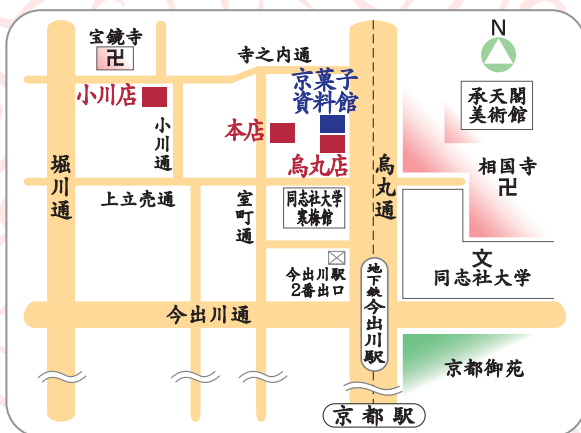 宝鏡寺
卍
寺之内通
N
小川店
京菓子
資料館
承天閣
美術館
小川通
本店
烏丸店
堀川通
烏丸通
相国寺
卍
上立売通
室町通
同志社大学
寒梅館
文
同志社大学
今出川駅
2番出口
地下鉄今出川駅
今出川通
京都御苑
京都駅